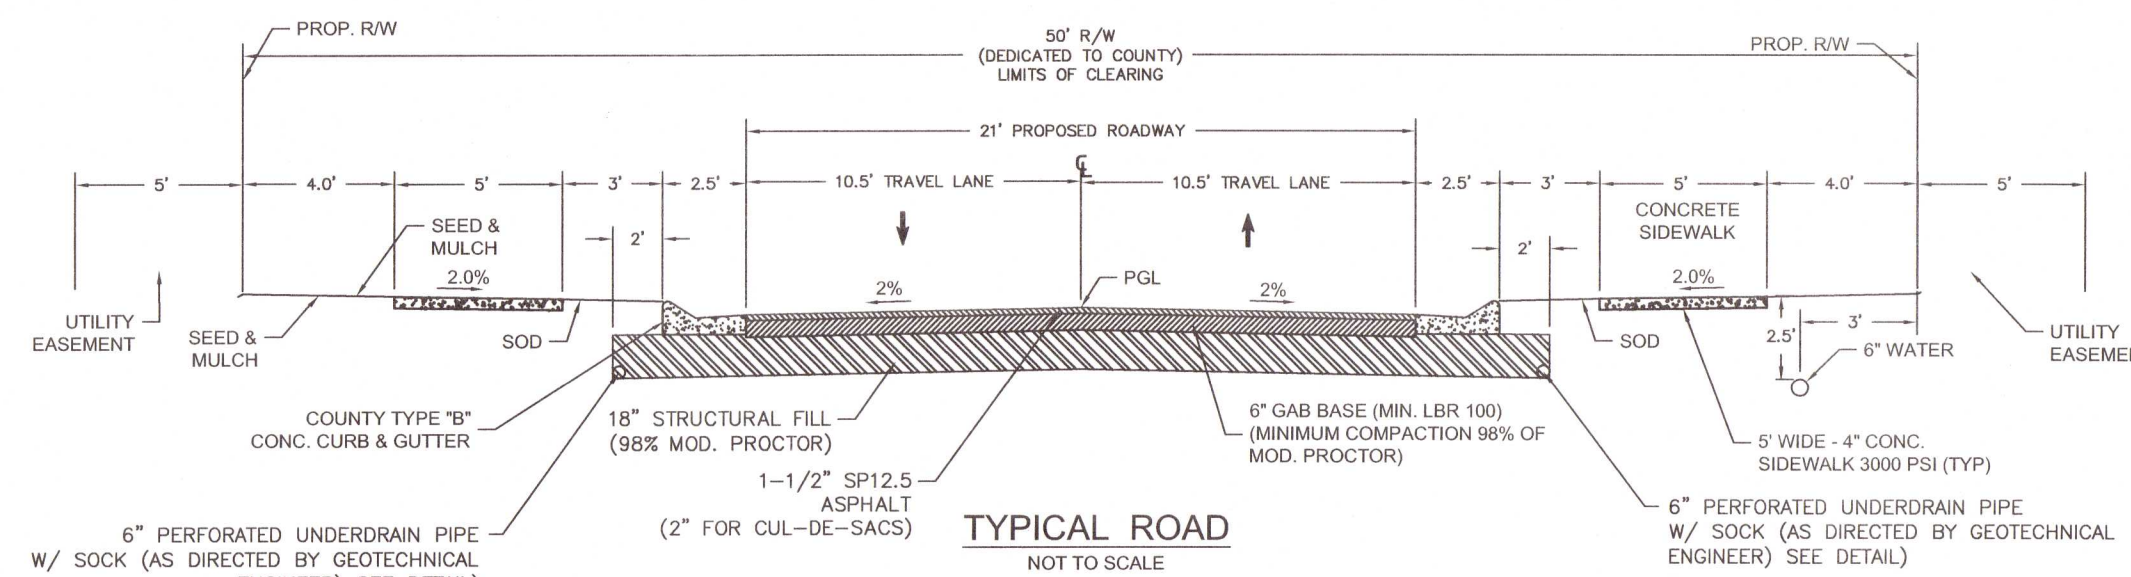 PROP. R/W
50' R/W
(DEDICATED TO COUNTY)
LIMITS OF CLEARING
PROP. R/W
21' PROPOSED ROADWAY
5'
4.0'
5'
3'
2.5'
10.5' TRAVEL LANE
℄
10.5' TRAVEL LANE
2.5'
3'
5'
4.0'
5'
SEED &
MULCH
2'
CONCRETE
SIDEWALK
2'
2.0%
2%
PGL
2%
2.0%
UTILITY
EASEMENT
SEED &
MULCH
SOD
SOD
2.5'
3'
6" WATER
UTILITY
EASEME
COUNTY TYPE "B"
CONC. CURB & GUTTER
18" STRUCTURAL FILL
(98% MOD. PROCTOR)
6" GAB BASE (MIN. LBR 100)
(MINIMUM COMPACTION 98% OF
MOD. PROCTOR)
5' WIDE - 4" CONC.
SIDEWALK 3000 PSI (TYP)
1-1/2" SP12.5
ASPHALT
(2" FOR CUL-DE-SACS)
6" PERFORATED UNDERDRAIN PIPE
W/ SOCK (AS DIRECTED BY GEOTECHNICAL
6" PERFORATED UNDERDRAIN PIPE
W/ SOCK (AS DIRECTED BY GEOTECHNICAL
ENGINEER) SEE DETAIL)
TYPICAL ROAD
NOT TO SCALE